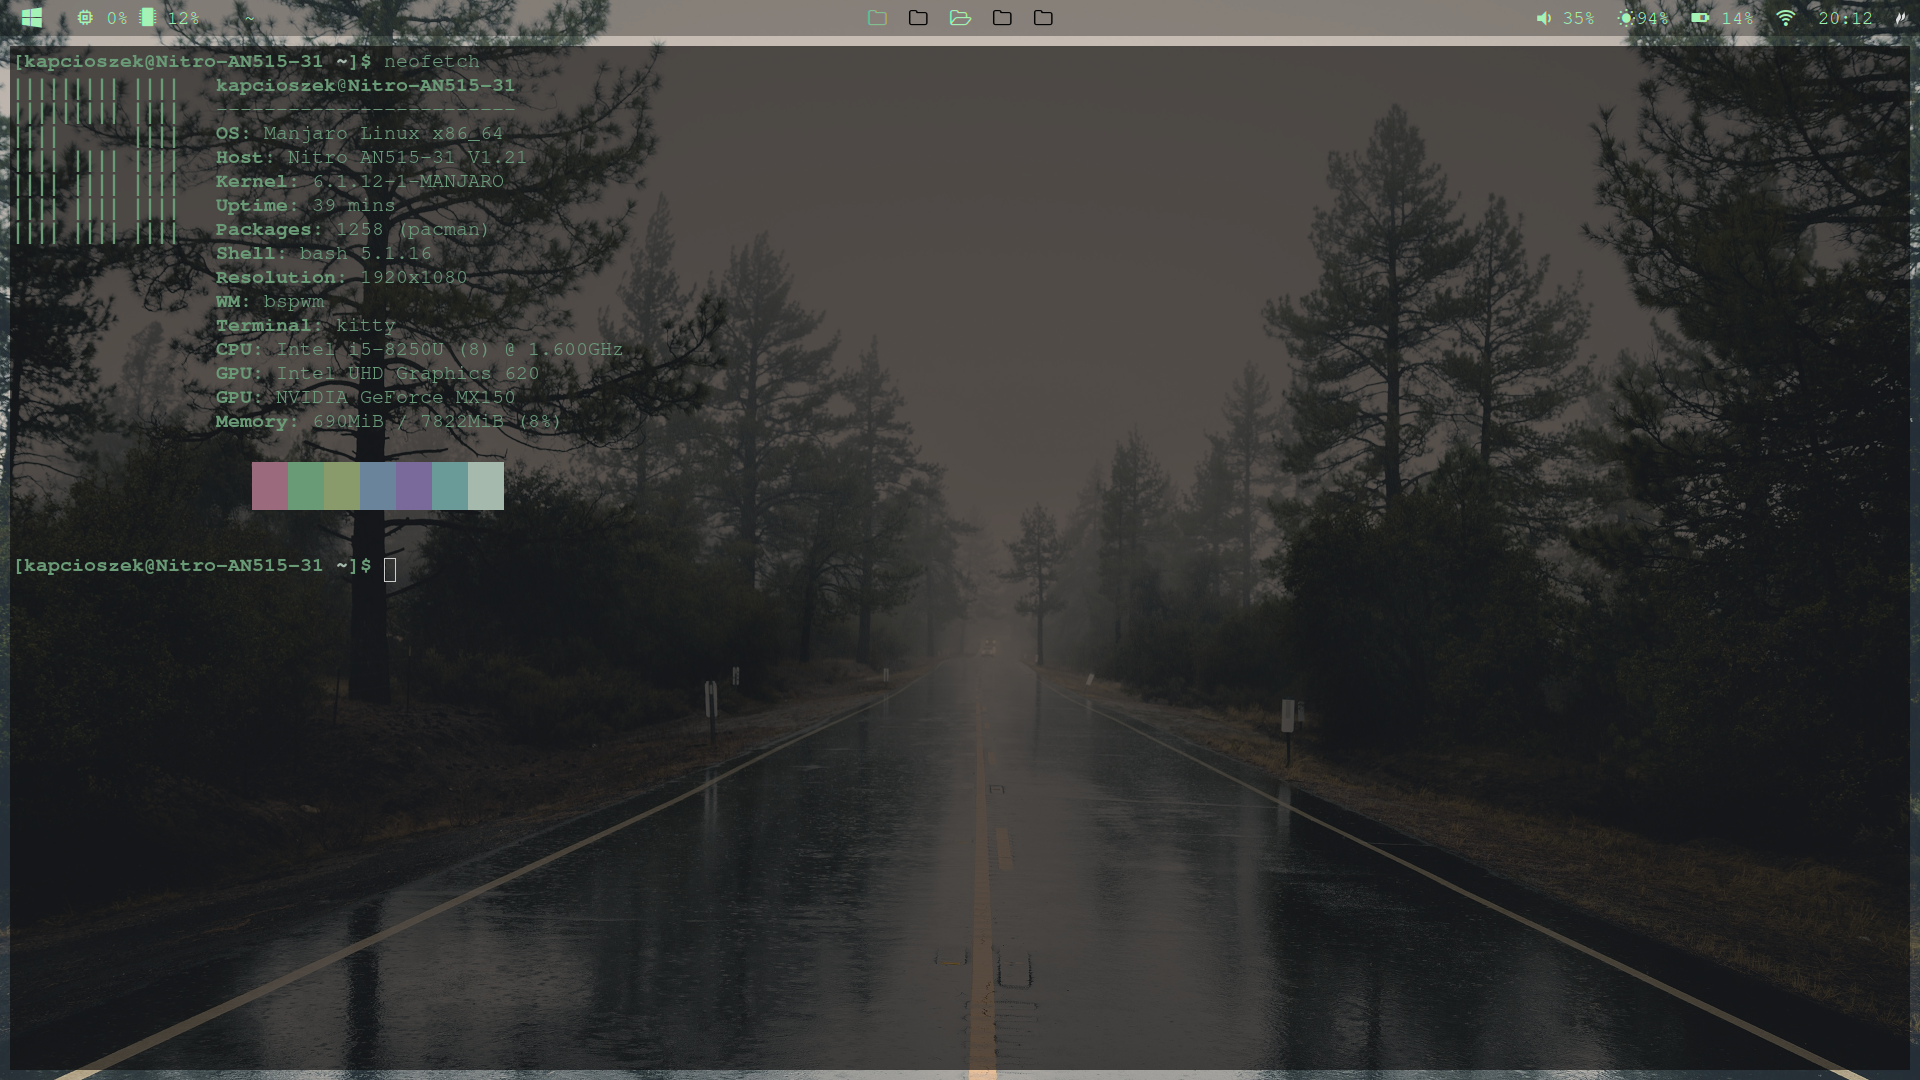 0% 12% ~ 35% 94% 14% 20:12
[kapcioszek@Nitro-AN515-31 ~]$ neofetch
||||||||| |||| kapcioszek@Nitro-AN515-31
||||||||| |||| -------------------------
|||| |||| OS: Manjaro Linux x86_64
|||| |||| |||| Host: Nitro AN515-31 V1.21
|||| |||| |||| Kernel: 6.1.12-1-MANJARO
|||| |||| |||| Uptime: 39 mins
|||| |||| |||| Packages: 1258 (pacman)
Shell: bash 5.1.16
Resolution: 1920x1080
WM: bspwm
Terminal: kitty
CPU: Intel i5-8250U (8) @ 1.600GHz
GPU: Intel UHD Graphics 620
GPU: NVIDIA GeForce MX150
Memory: 690MiB / 7822MiB (8%)
[kapcioszek@Nitro-AN515-31 ~]$